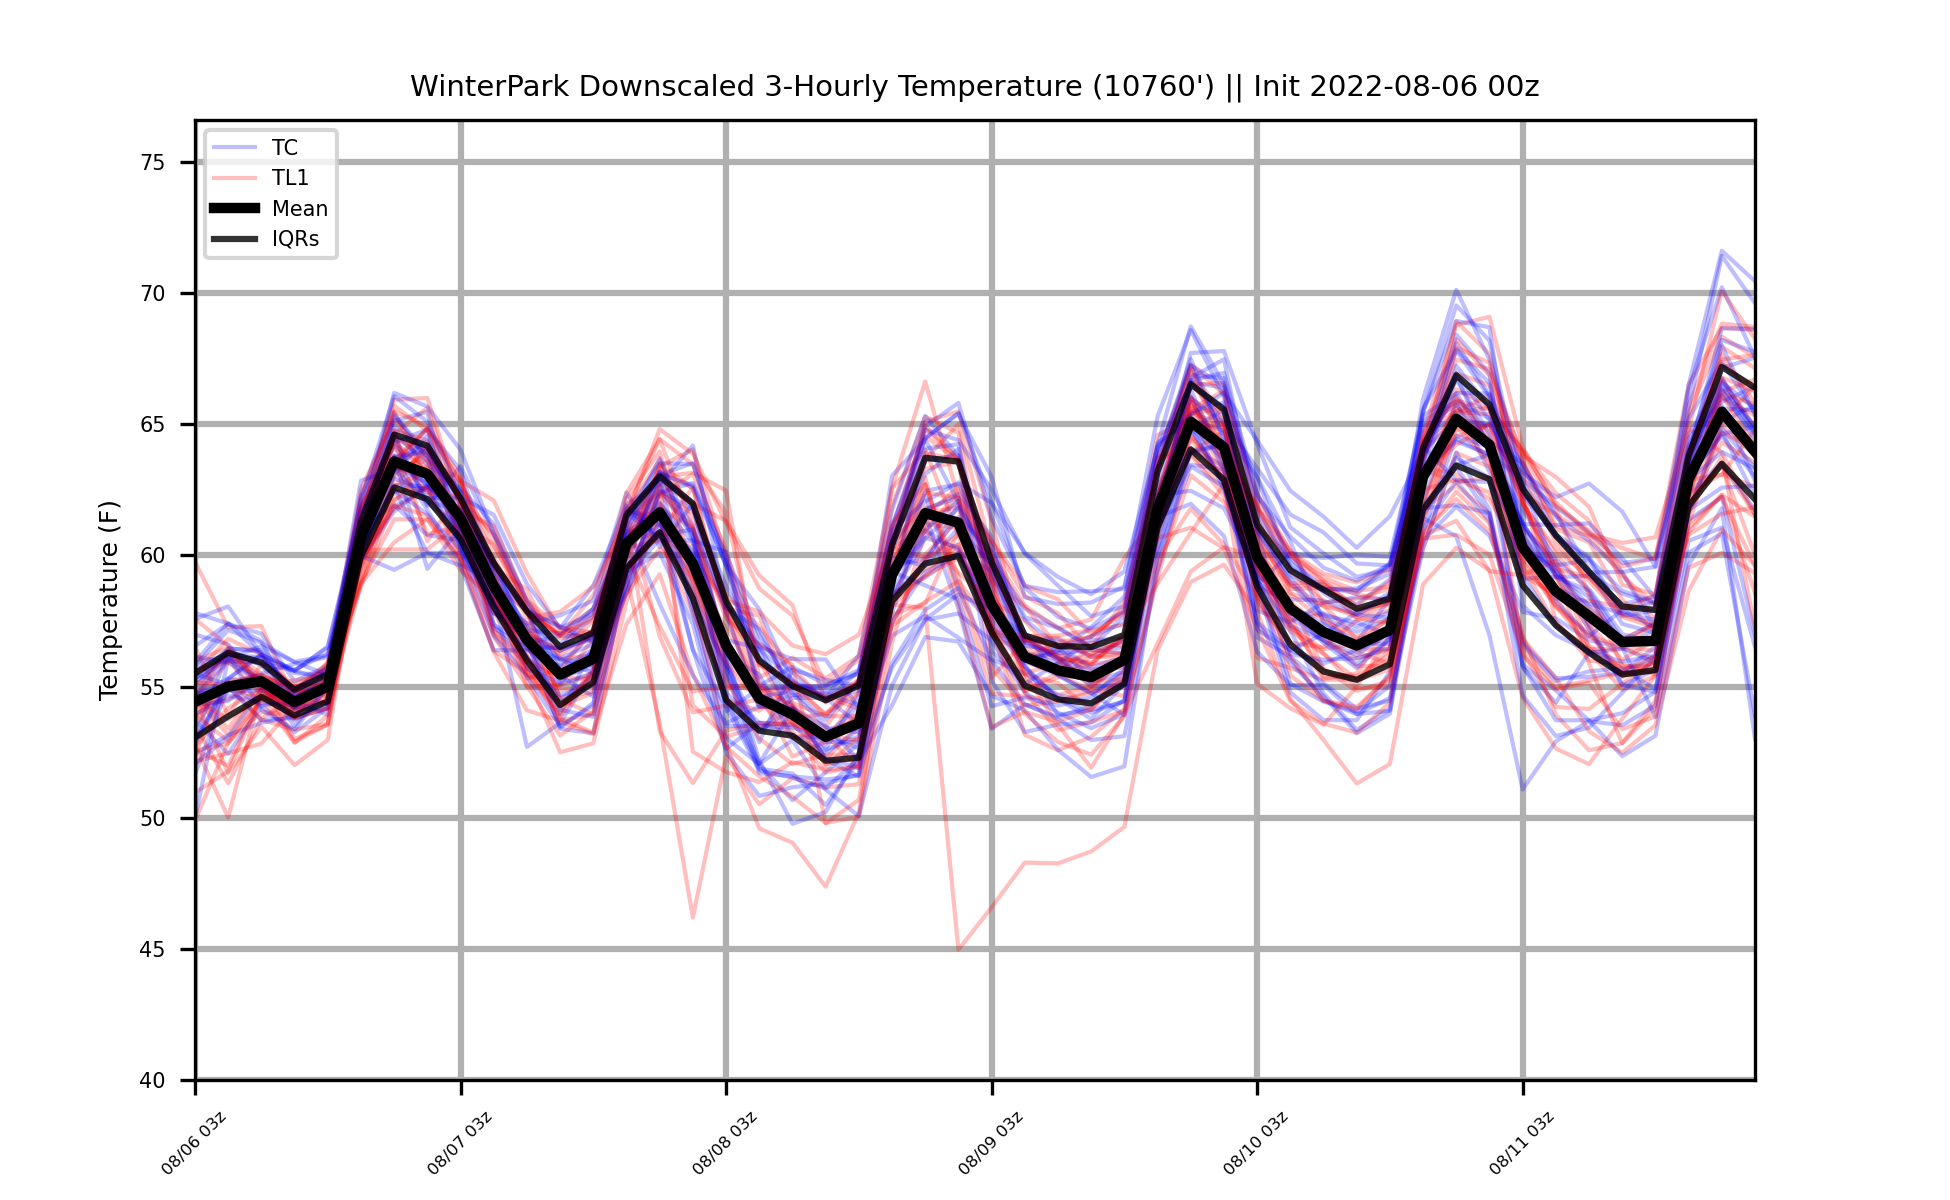 WinterPark Downscaled 3-Hourly Temperature (10760') || Init 2022-08-06 00z
TC
TL1
Mean
IQRs
Temperature (F)
75
70
65
60
55
50
45
40
08/06 03z
08/07 03z
08/08 03z
08/09 03z
08/10 03z
08/11 03z